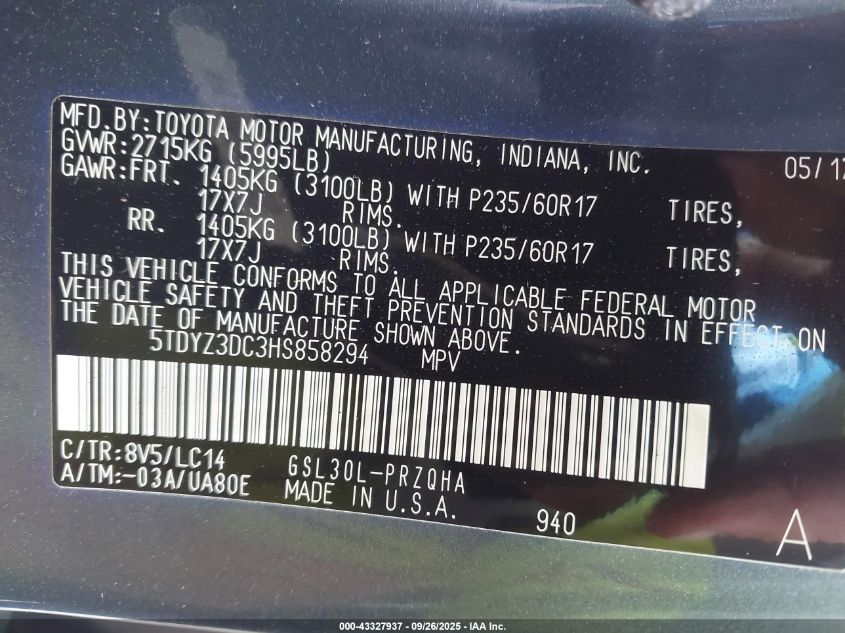 MFD.BY:TOYOTA MOTOR MANUFACTURING, INDIANA, INC. 05/17
GVWR:2715KG (5995LB)
GAWR:FRT. 1405KG (3100LB) WITH P235/60R17 TIRES,
17X7J RIMS.
RR. 1405KG (3100LB) WITH P235/60R17 TIRES,
17X7J RIMS.
THIS VEHICLE CONFORMS TO ALL APPLICABLE FEDERAL MOTOR
VEHICLE SAFETY AND THEFT PREVENTION STANDARDS IN EFFECT ON
THE DATE OF MANUFACTURE SHOWN ABOVE.
5TDYZ3DC3HS858294 MPV
C/TR:8V5/LC14 GSL30L-PRZQHA
A/TM:-03A/UA80E MADE IN U.S.A. 940 A
000-43327937 - 09/26/2025 - IAA Inc.